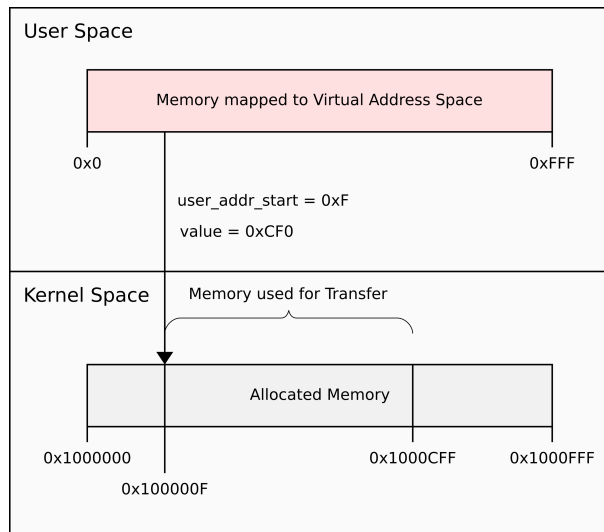 User Space
Memory mapped to Virtual Address Space
0x0 0xFFF
user_addr_start = 0xF
value = 0xCF0
Kernel Space Memory used for Transfer
Allocated Memory
0x1000000 0x1000CFF 0x1000FFF
0x100000F